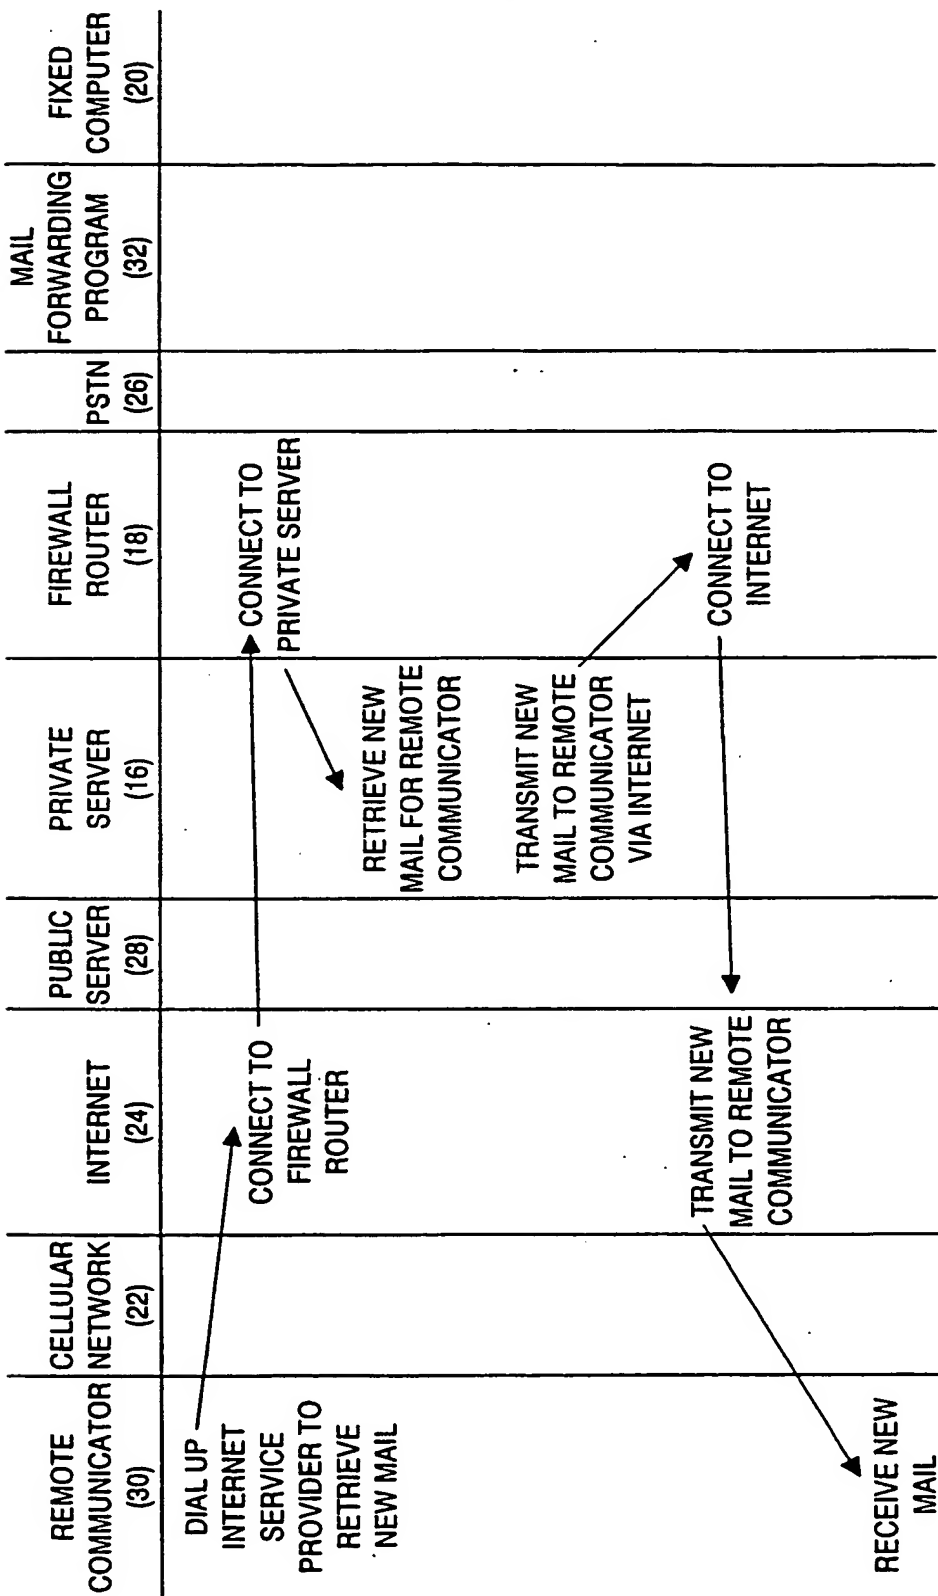 REMOTE
COMMUNICATOR
(30)
CELLULAR
NETWORK
(22)
INTERNET
(24)
PUBLIC
SERVER
(28)
PRIVATE
SERVER
(16)
FIREWALL
ROUTER
(18)
PSTN
(26)
MAIL
FORWARDING
PROGRAM
(32)
FIXED
COMPUTER
(20)
DIAL UP
INTERNET
SERVICE
PROVIDER TO
RETRIEVE
NEW MAIL
CONNECT TO
FIREWALL
ROUTER
CONNECT TO
PRIVATE SERVER
RETRIEVE NEW
MAIL FOR REMOTE
COMMUNICATOR
TRANSMIT NEW
MAIL TO REMOTE
COMMUNICATOR
VIA INTERNET
CONNECT TO
INTERNET
TRANSMIT NEW
MAIL TO REMOTE
COMMUNICATOR
RECEIVE NEW
MAIL